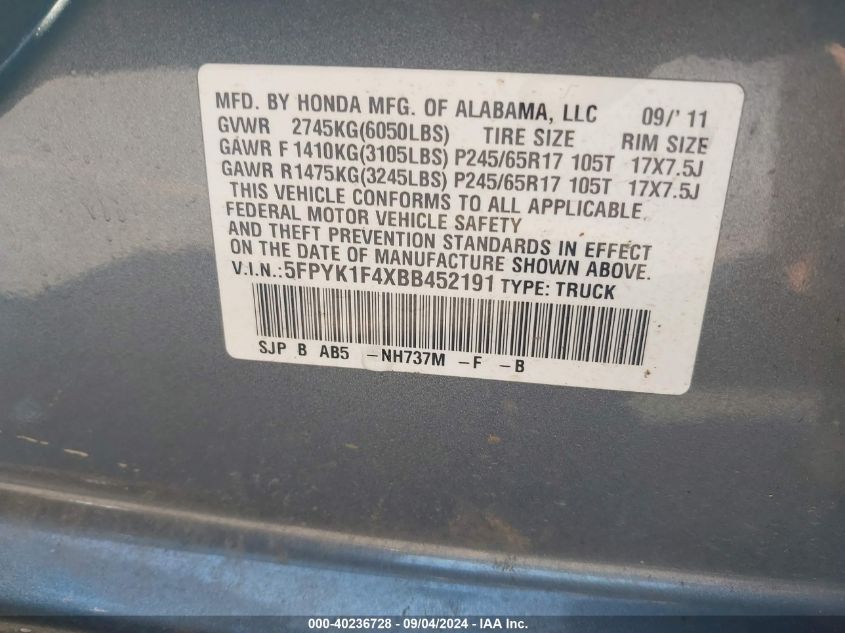 MFD. BY HONDA MFG. OF ALABAMA, LLC 09/' 11
GVWR 2745KG(6050LBS) TIRE SIZE RIM SIZE
GAWR F 1410KG(3105LBS) P245/65R17 105T 17X7.5J
GAWR R1475KG(3245LBS) P245/65R17 105T 17X7.5J
THIS VEHICLE CONFORMS TO ALL APPLICABLE
FEDERAL MOTOR VEHICLE SAFETY
AND THEFT PREVENTION STANDARDS IN EFFECT
ON THE DATE OF MANUFACTURE SHOWN ABOVE.
V.I.N.: 5FPYK1F4XBB452191 TYPE: TRUCK
SJP B AB5 -NH737M -F -B
000-40236728 - 09/04/2024 - IAA Inc.